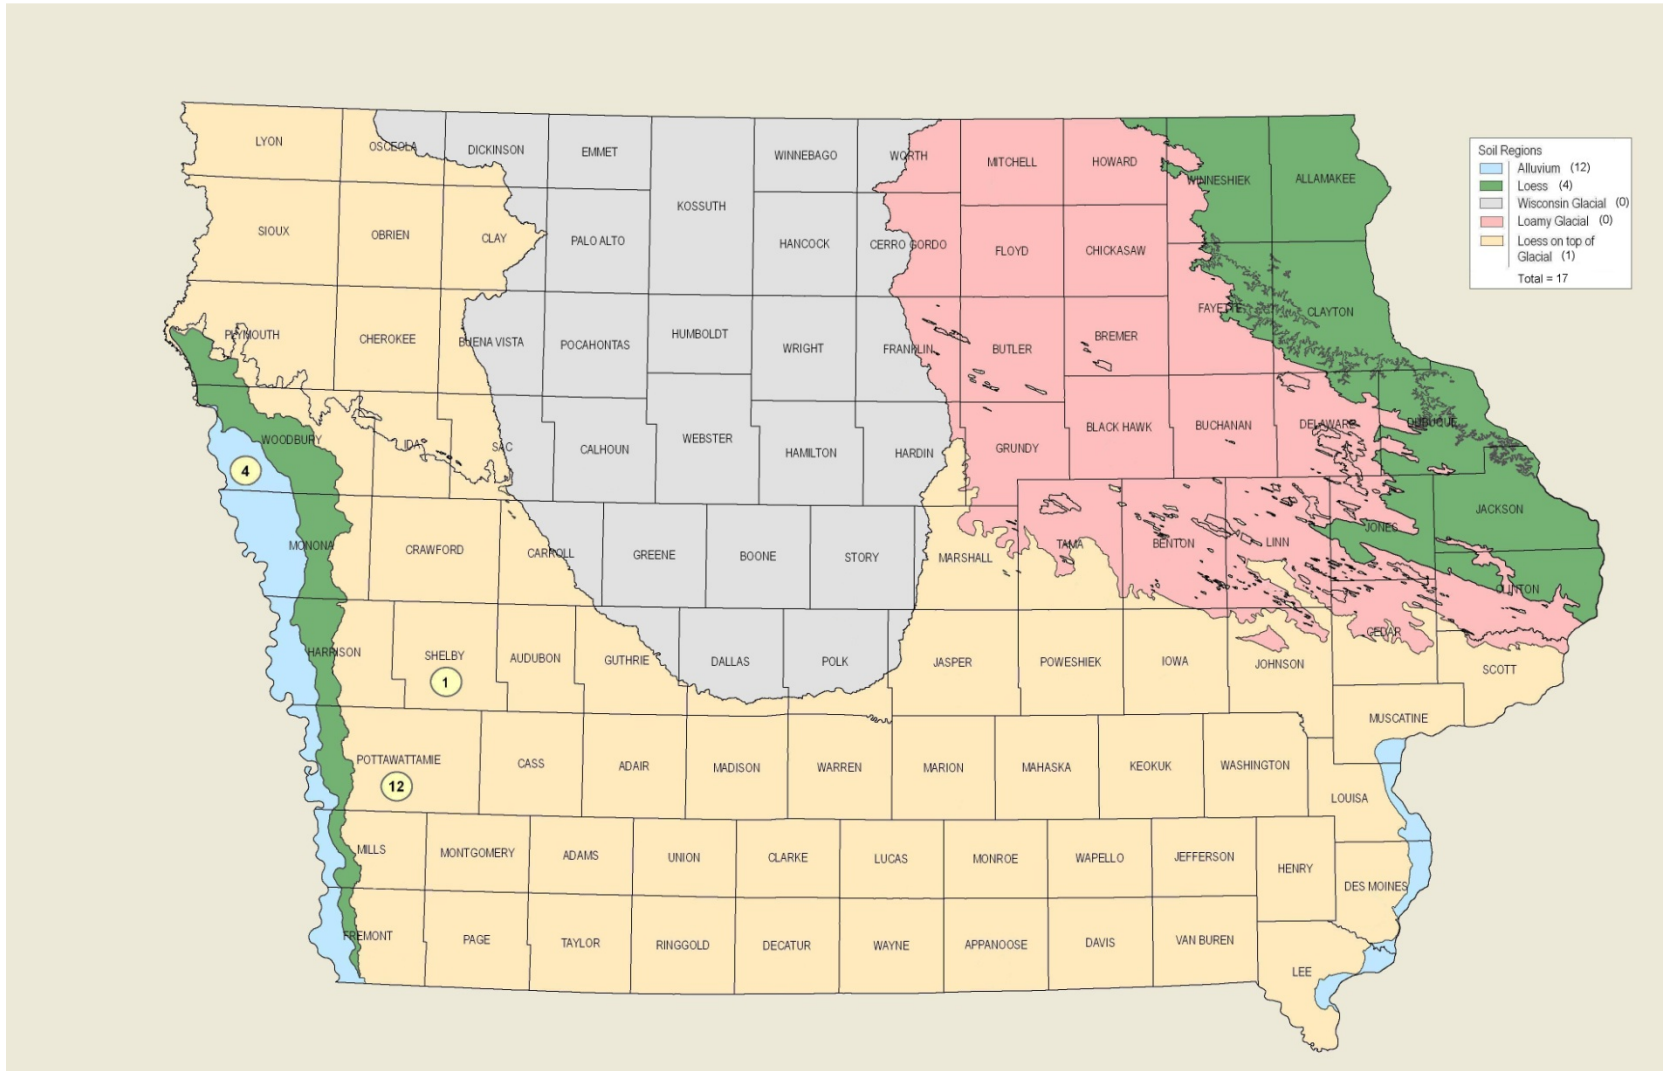 LYON
OSCEOLA
DICKINSON
EMMET
WINNEBAGO
WORTH
MITCHELL
HOWARD
WINNESHIEK
ALLAMAKEE
Soil Regions
Alluvium (12)
Loess (4)
Wisconsin Glacial (0)
Loamy Glacial (0)
Loess on top of
Glacial (1)
Total = 17
SIOUX
OBRIEN
CLAY
PALO ALTO
KOSSUTH
HANCOCK
CERRO GORDO
FLOYD
CHICKASAW
PLYMOUTH
CHEROKEE
BUENA VISTA
POCAHONTAS
HUMBOLDT
WRIGHT
FRANKLIN
BUTLER
BREMER
FAYETTE
CLAYTON
WOODBURY
4
IDA
SAC
CALHOUN
WEBSTER
HAMILTON
HARDIN
GRUNDY
BLACK HAWK
BUCHANAN
DELAWARE
DUBUQUE
MONONA
CRAWFORD
CARROLL
GREENE
BOONE
STORY
MARSHALL
TAMA
BENTON
LINN
JONES
JACKSON
CLINTON
HARRISON
SHELBY
1
AUDUBON
GUTHRIE
DALLAS
POLK
JASPER
POWESHIEK
IOWA
JOHNSON
CEDAR
SCOTT
MUSCATINE
POTTAWATTAMIE
12
CASS
ADAIR
MADISON
WARREN
MARION
MAHASKA
KEOKUK
WASHINGTON
LOUISA
MILLS
MONTGOMERY
ADAMS
UNION
CLARKE
LUCAS
MONROE
WAPELLO
JEFFERSON
HENRY
DES MOINES
FREMONT
PAGE
TAYLOR
RINGGOLD
DECATUR
WAYNE
APPANOOSE
DAVIS
VAN BUREN
LEE